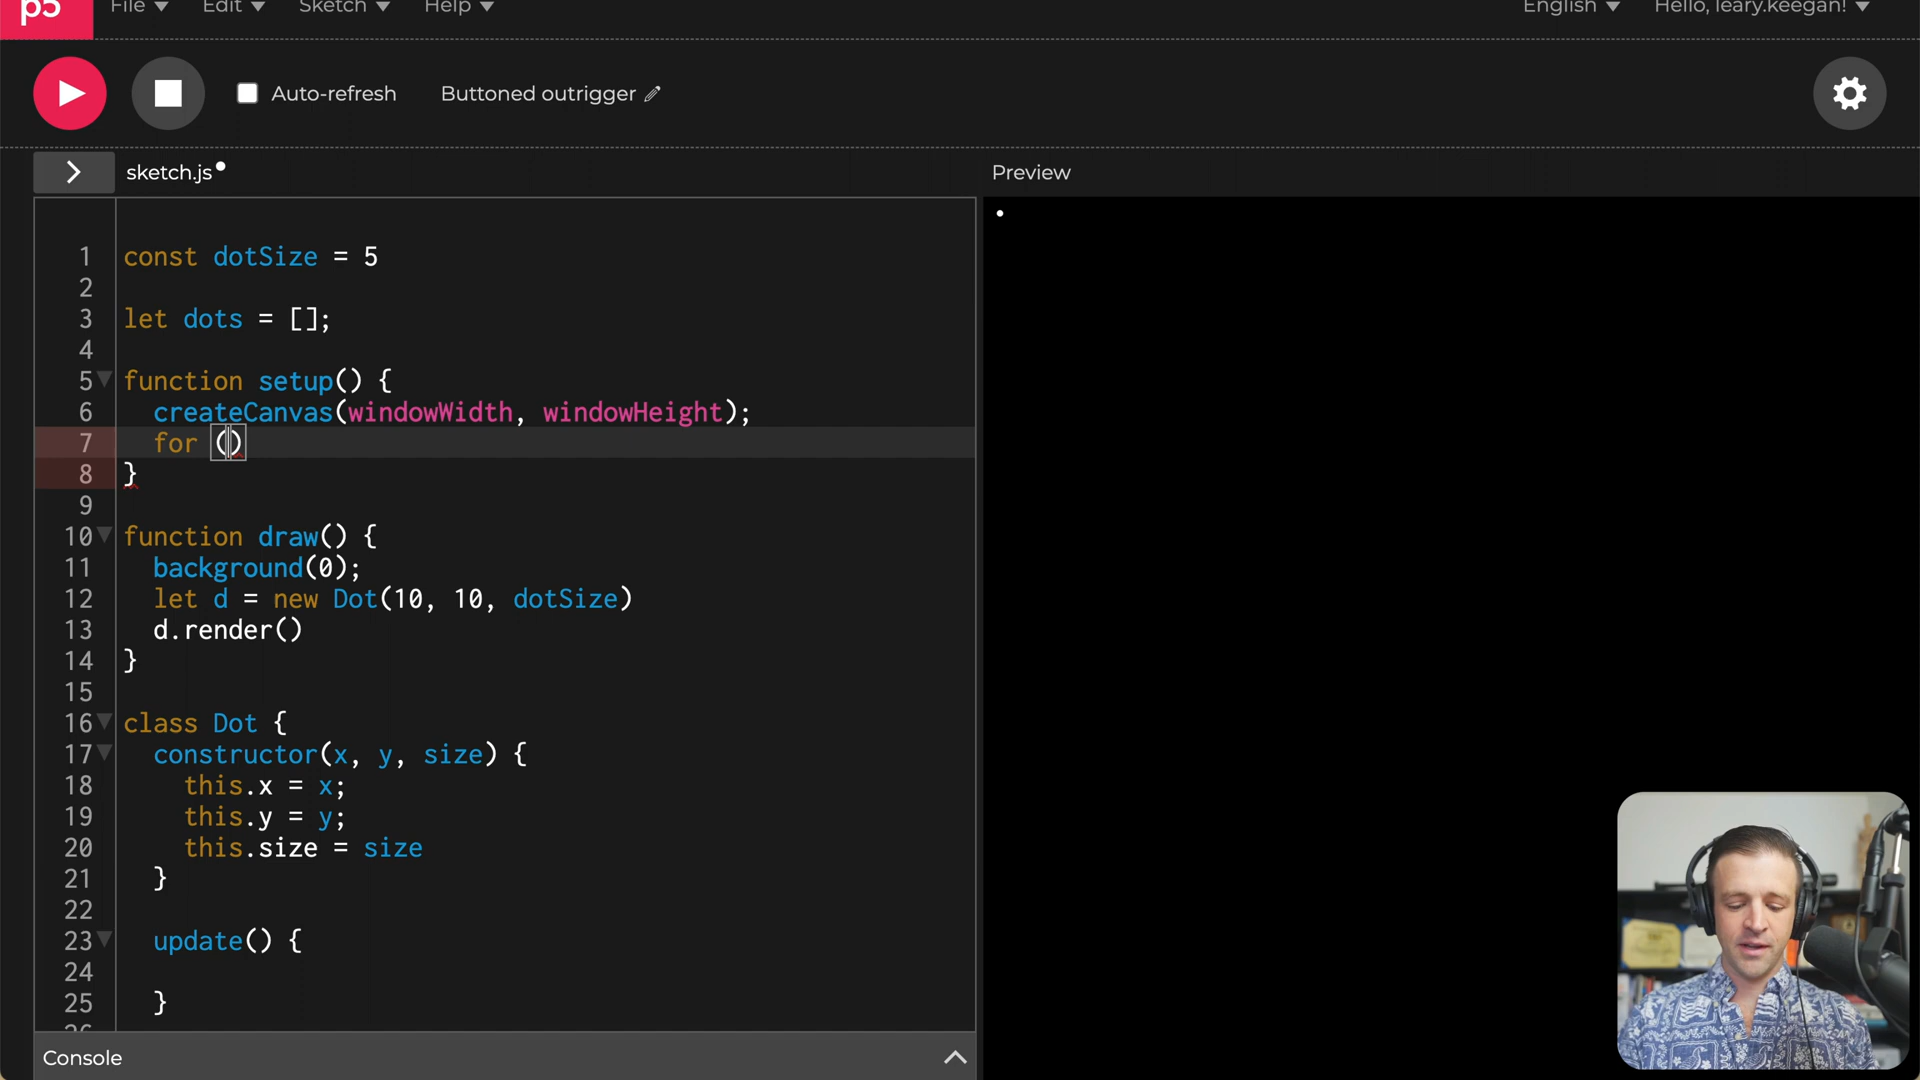 p5 File Edit Sketch Help English Hello, leary.keegan!
Auto-refresh Buttoned outrigger
sketch.js Preview
1 const dotSize = 5
2
3 let dots = [];
4
5 function setup() {
6 createCanvas(windowWidth, windowHeight);
7 for ()
8 }
9
10 function draw() {
11 background(0);
12 let d = new Dot(10, 10, dotSize)
13 d.render()
14 }
15
16 class Dot {
17 constructor(x, y, size) {
18 this.x = x;
19 this.y = y;
20 this.size = size
21 }
22
23 update() {
24
25 }
Console